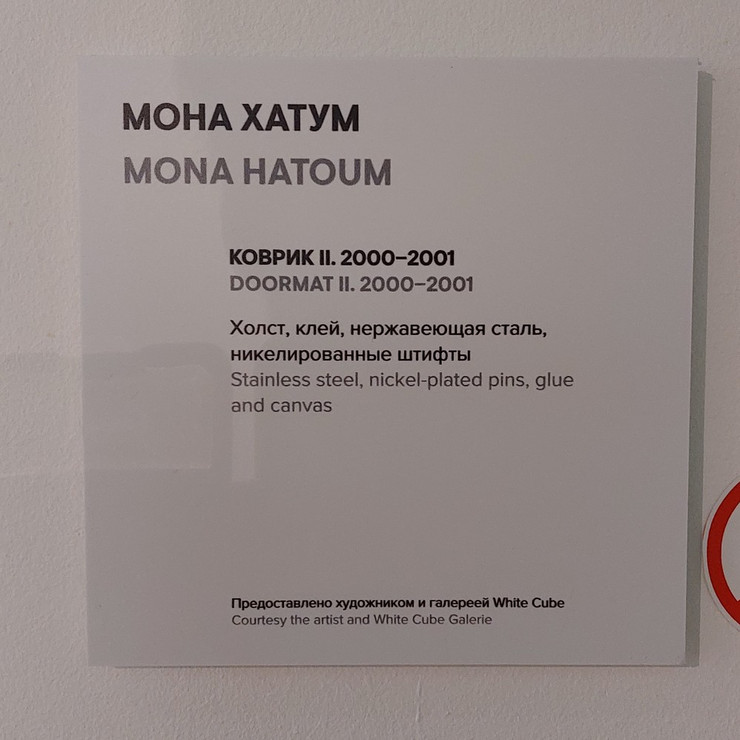 МОНА ХАТУМ
MONA HATOUM
КОВРИК II. 2000–2001
DOORMAT II. 2000–2001
Холст, клей, нержавеющая сталь,
никелированные штифты
Stainless steel, nickel-plated pins, glue
and canvas
Предоставлено художником и галереей White Cube
Courtesy the artist and White Cube Galerie